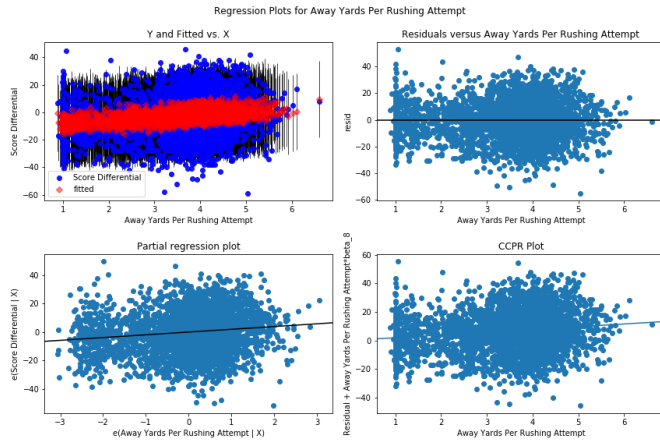 Regression Plots for Away Yards Per Rushing Attempt
Y and Fitted vs. X
Score Differential
40
20
0
−20
−40
−60
Score Differential
fitted
1 2 3 4 5 6
Away Yards Per Rushing Attempt
Residuals versus Away Yards Per Rushing Attempt
resid
40
20
0
−20
−40
−60
1 2 3 4 5 6
Away Yards Per Rushing Attempt
Partial regression plot
e(Score Differential | X)
40
20
0
−20
−40
−3 −2 −1 0 1 2 3
e(Away Yards Per Rushing Attempt | X)
CCPR Plot
Residual + Away Yards Per Rushing Attempt*beta_8
60
40
20
0
−20
−40
1 2 3 4 5 6
Away Yards Per Rushing Attempt